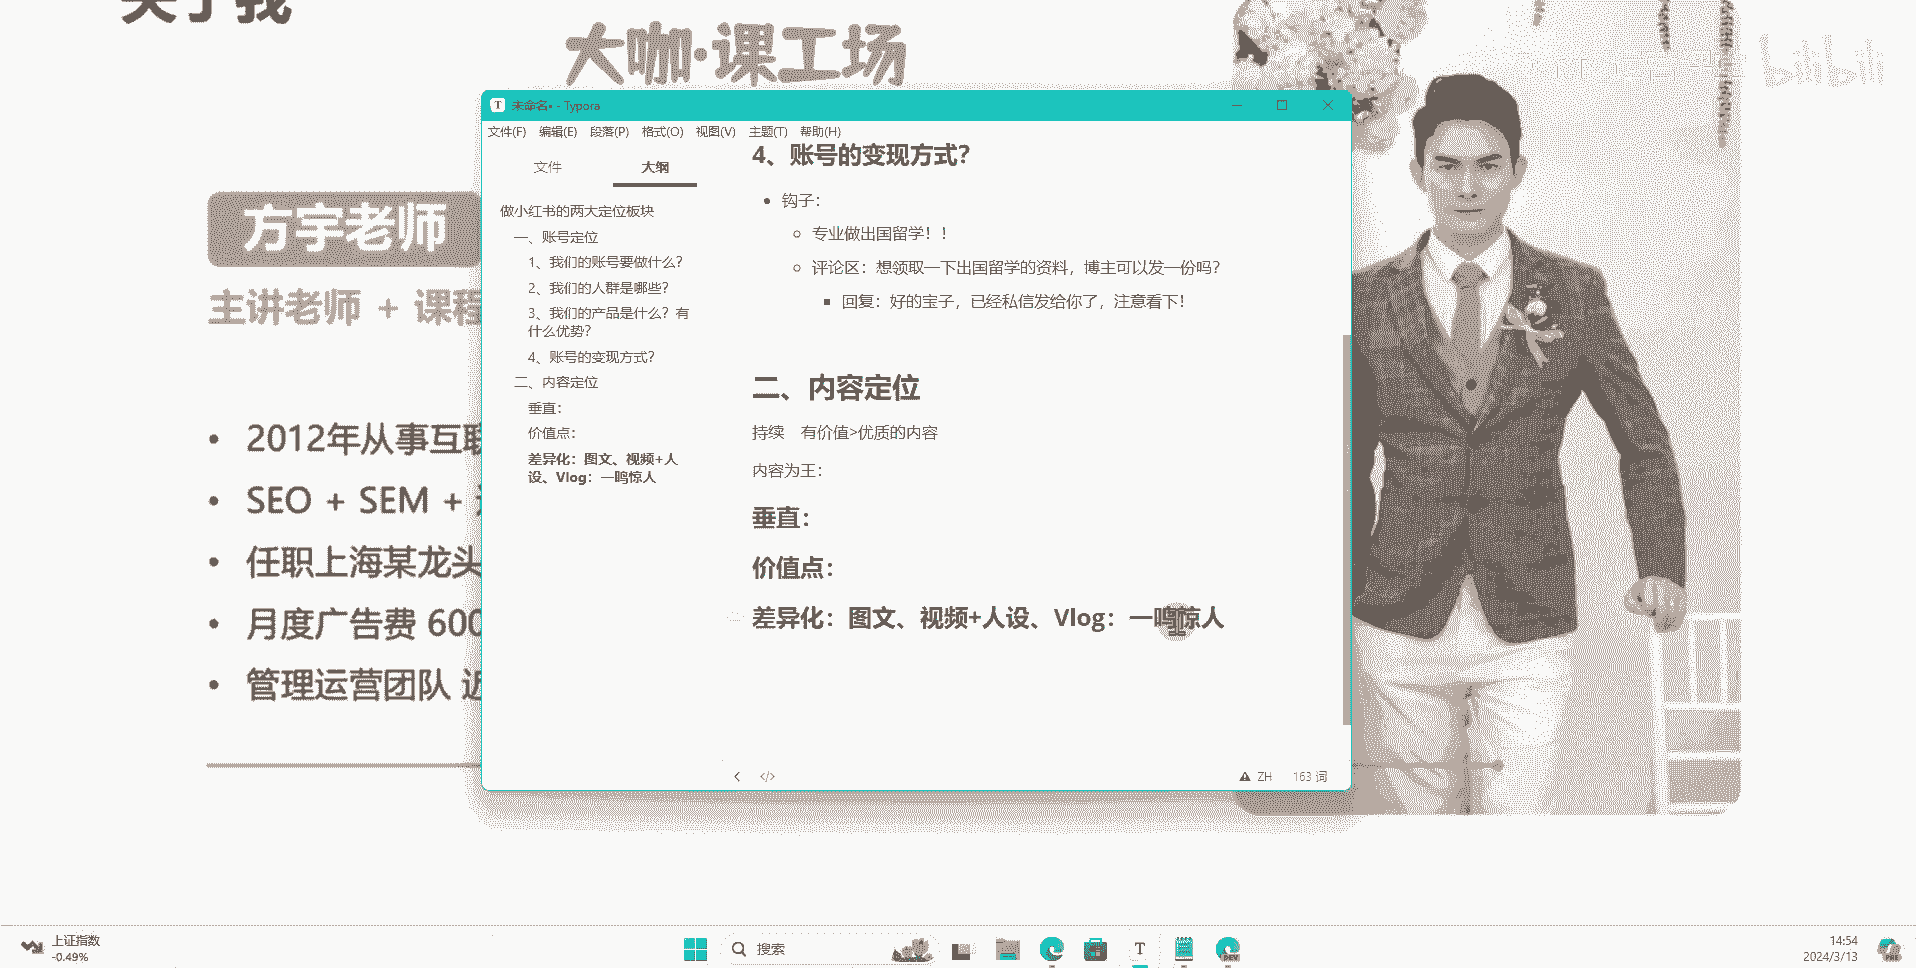 关于我
大咖·课工场
bilibili
未命名• - Typora
文件(F) 编辑(E) 段落(P) 格式(O) 视图(V) 主题(T) 帮助(H)
文件 大纲
做小红书的两大定位板块
一、账号定位
1、我们的账号要做什么？
2、我们的人群是哪些？
3、我们的产品是什么？有
什么优势？
4、账号的变现方式？
二、内容定位
垂直：
价值点：
差异化：图文、视频+人
设、Vlog：一鸣惊人
4、账号的变现方式？
钩子：
专业做出国留学！！
评论区：想领取一下出国留学的资料，博主可以发一份吗？
回复：好的宝子，已经私信发给你了，注意看下！
二、内容定位
持续 有价值>优质的内容
内容为王：
垂直：
价值点：
差异化：图文、视频+人设、Vlog：一鸣惊人
ZH 163 词
方宇老师
主讲老师 + 课程
2012年从事互联
SEO + SEM +
任职上海某龙头
月度广告费 600
管理运营团队 近
上证指数
-0.49%
搜索
14:54
2024/3/13